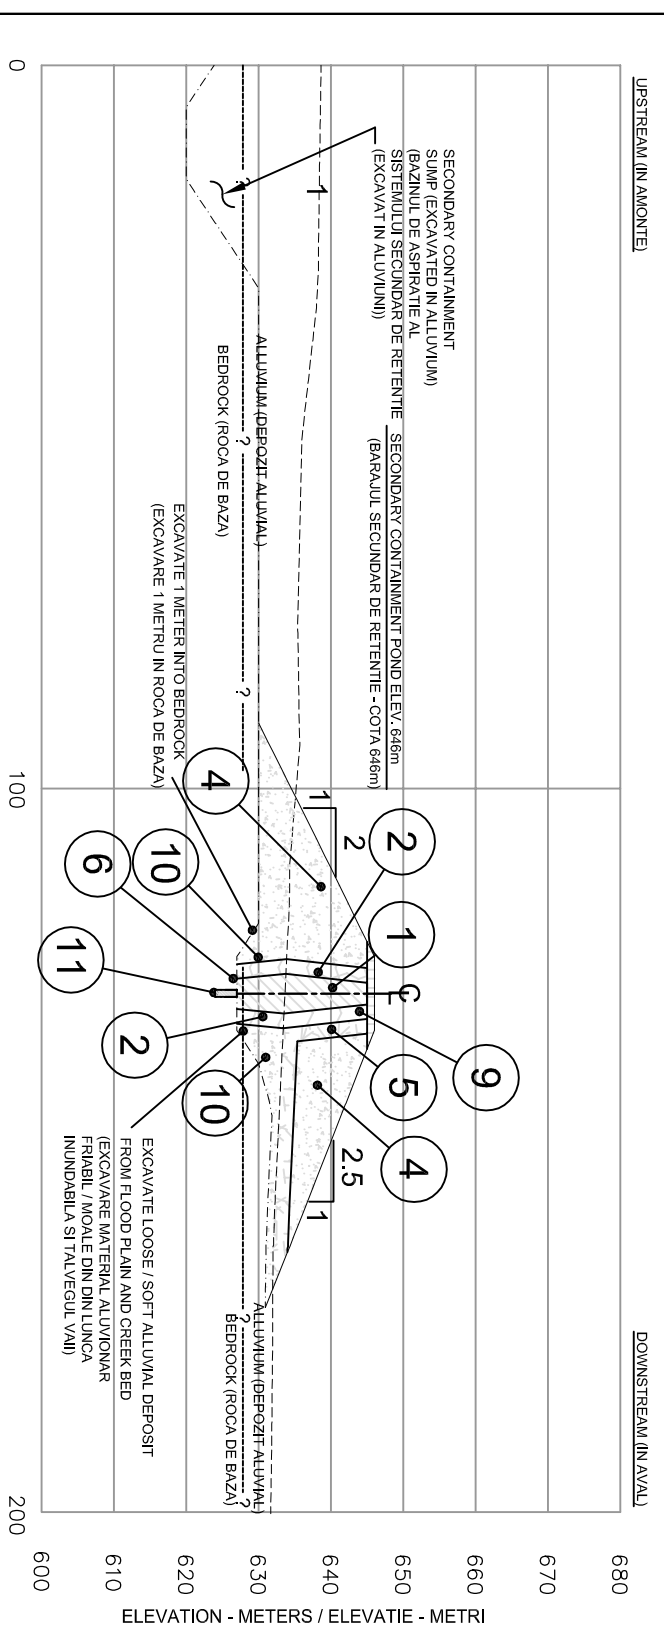 UPSTREAM (IN AMONTE)
DOWNSTREAM (IN AVAL)
SECONDARY CONTAINMENT
SUMP (EXCAVATED IN ALLUVIUM)
(BAZINUL DE ASPIRATIE AL
SISTEMULUI SECUNDAR DE RETENTIE
(EXCAVAT IN ALUVIUNI))
SECONDARY CONTAINMENT POND ELEV. 646m
(BARAJUL SECUNDAR DE RETENTIE - COTA 646m)
1
2
1
CL
9
2
1
5
4
4
1
2
2.5
1
ALLUVIUM (DEPOZIT ALUVIAL)
? ? ?
BEDROCK (ROCA DE BAZA)
EXCAVATE 1 METER INTO BEDROCK
(EXCAVARE 1 METRU IN ROCA DE BAZA)
10
6
11
2
10
EXCAVATE LOOSE / SOFT ALLUVIAL DEPOSIT
FROM FLOOD PLAIN AND CREEK BED
(EXCAVARE MATERIAL ALUVIONAR
FRIABIL / MOALE DIN DIN LUNCA
INUNDABILA SI TALVEGUL VAII)
ALLUVIUM (DEPOZIT ALUVIAL)
? ?
BEDROCK (ROCA DE BAZA)
680
670
660
650
640
630
620
610
600
ELEVATION - METERS / ELEVATIE - METRI
0
100
200